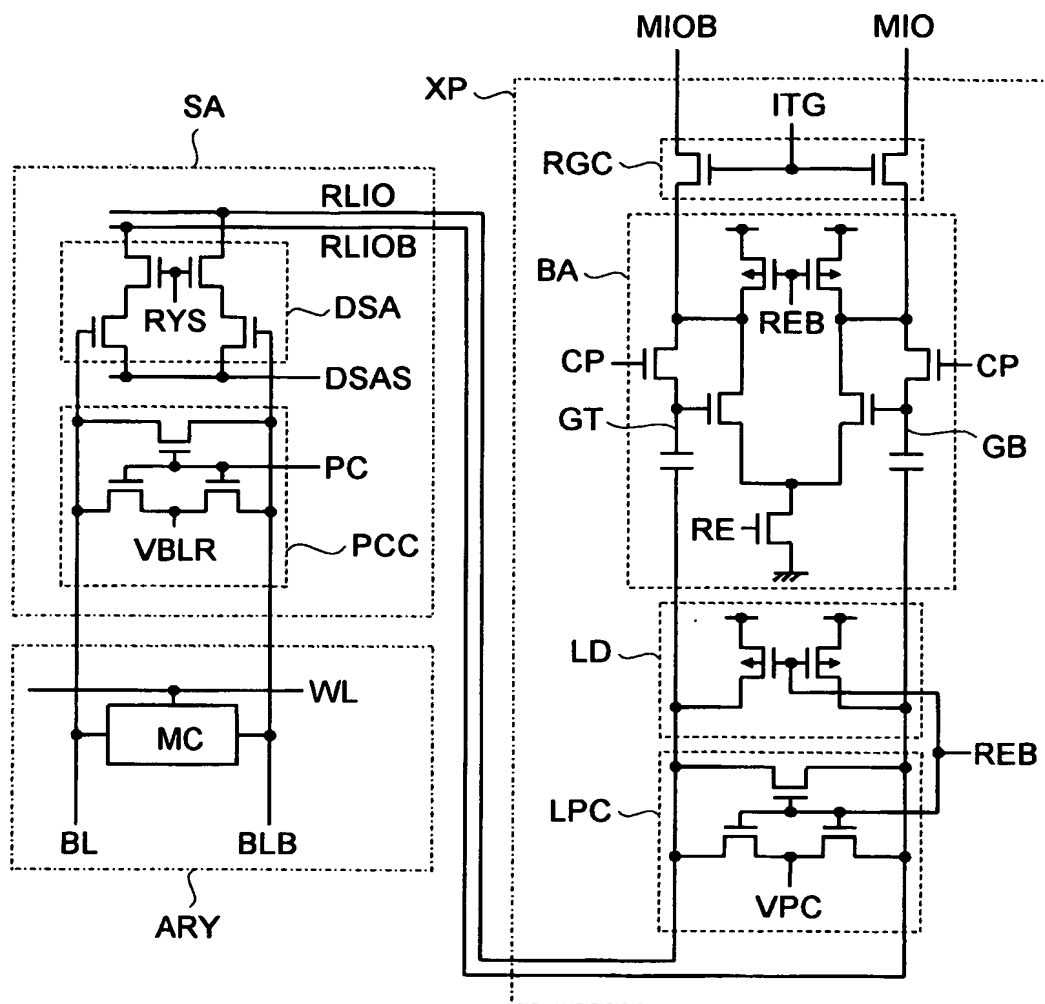 MIOB
MIO
XP
ITG
SA
RGC
RLIO
RLIOB
BA
RYS
DSA
REB
CP
CP
DSAS
GT
GB
PC
RE
VBLR
PCC
LD
WL
MC
REB
LPC
BL
BLB
VPC
ARY